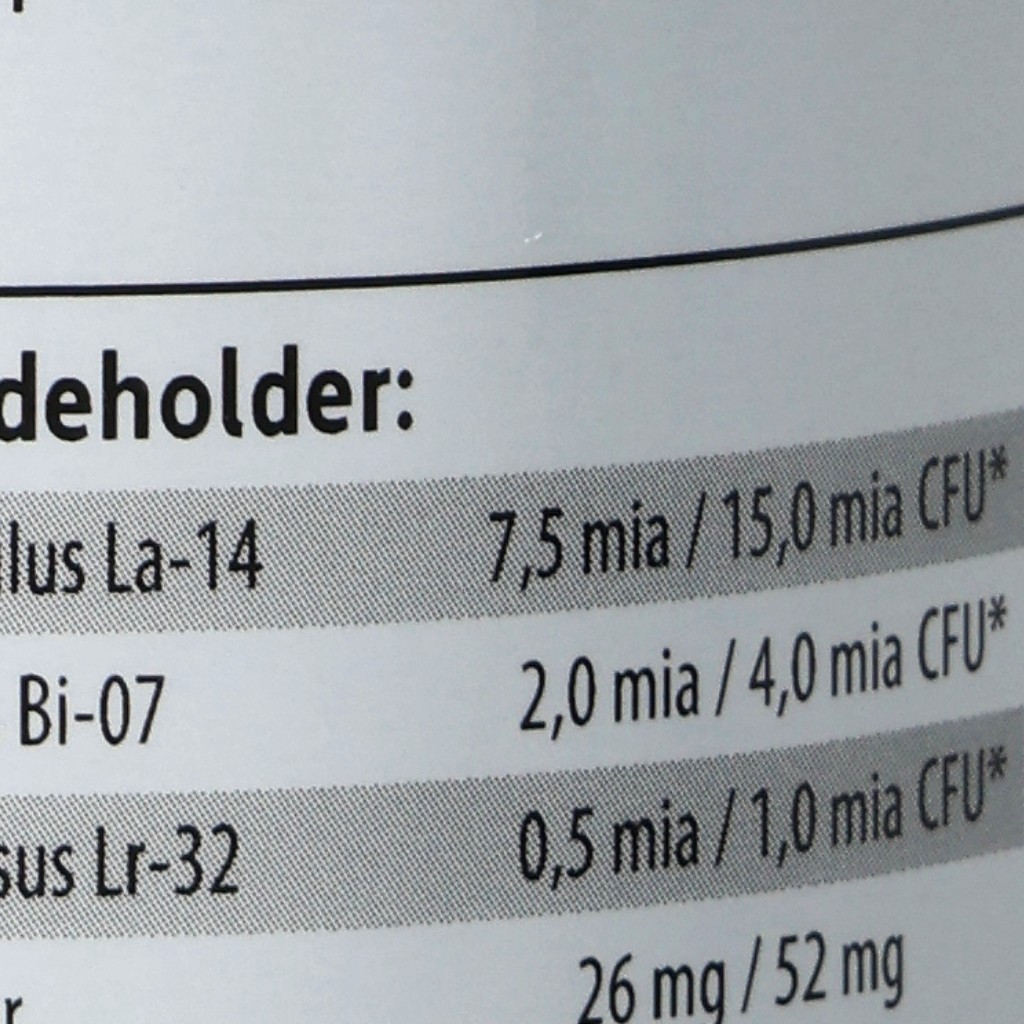 deholder:
lus La-14 7,5 mia / 15,0 mia CFU*
Bi-07 2,0 mia / 4,0 mia CFU*
sus Lr-32 0,5 mia / 1,0 mia CFU*
r 26 mg / 52 mg